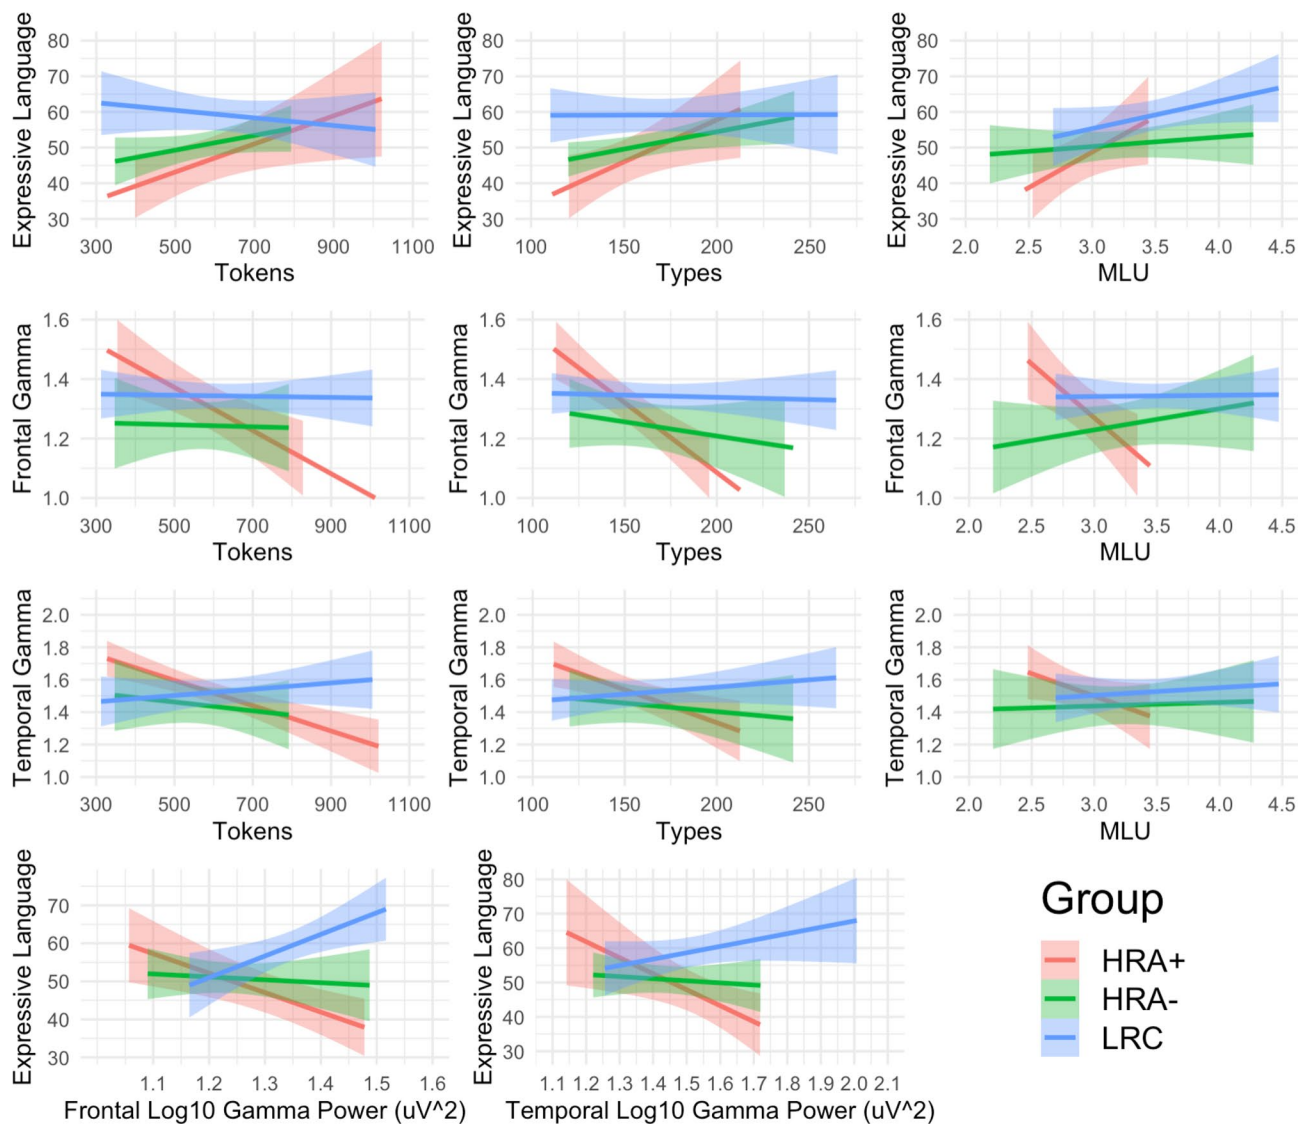 Expressive Language
80
70
60
50
40
30
300 500 700 900 1100
Tokens
Expressive Language
80
70
60
50
40
30
100 150 200 250
Types
Expressive Language
80
70
60
50
40
30
2.0 2.5 3.0 3.5 4.0 4.5
MLU
Frontal Gamma
1.6
1.4
1.2
1.0
300 500 700 900 1100
Tokens
Frontal Gamma
1.6
1.4
1.2
1.0
100 150 200 250
Types
Frontal Gamma
1.6
1.4
1.2
1.0
2.0 2.5 3.0 3.5 4.0 4.5
MLU
Temporal Gamma
2.0
1.8
1.6
1.4
1.2
1.0
300 500 700 900 1100
Tokens
Temporal Gamma
2.0
1.8
1.6
1.4
1.2
1.0
100 150 200 250
Types
Temporal Gamma
2.0
1.8
1.6
1.4
1.2
1.0
2.0 2.5 3.0 3.5 4.0 4.5
MLU
Expressive Language
70
60
50
40
30
1.1 1.2 1.3 1.4 1.5 1.6
Frontal Log10 Gamma Power (uV^2)
Expressive Language
80
70
60
50
40
30
1.1 1.2 1.3 1.4 1.5 1.6 1.7 1.8 1.9 2.0 2.1
Temporal Log10 Gamma Power (uV^2)
Group
HRA+
HRA-
LRC